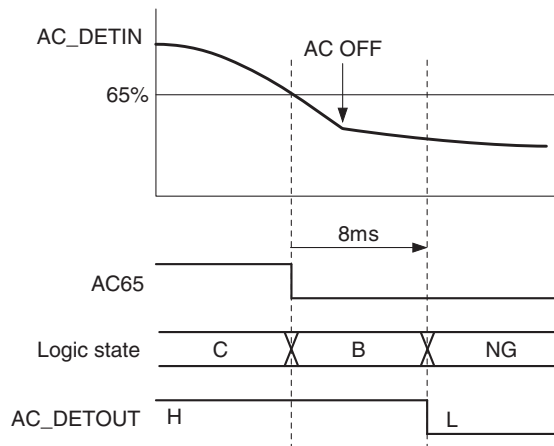 AC_DETIN
AC OFF
65%
8ms
AC65
Logic state C B NG
AC_DETOUT H L